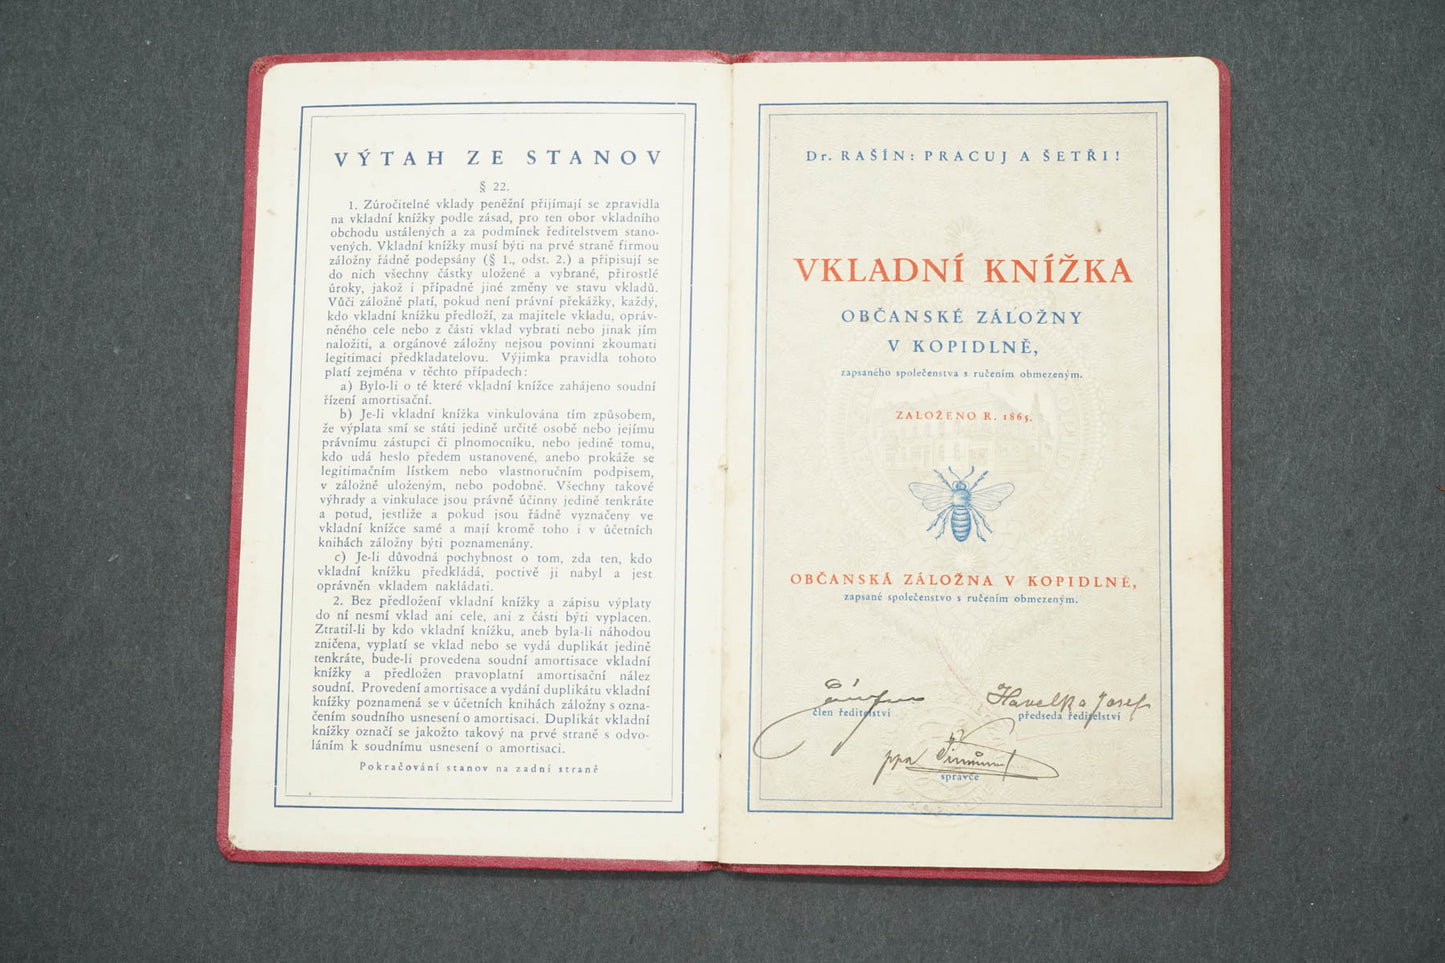 VÝTAH ZE STANOV
§ 22.
1. Zúročitelné vklady peněžní přijímají se zpravidla
na vkladní knížky podle zásad, pro ten obor vkladního
obchodu ustálených a za podmínek ředitelstvem stano-
vených. Vkladní knížky musí býti na prvé straně firmou
záložny řádně podepsány (§ 1., odst. 2.) a připisují se
do nich všechny částky uložené a vybrané, přirostlé
úroky, jakož i případně jiné změny ve stavu vkladů.
Vůči záložně platí, pokud není právní překážky, každý,
kdo vkladní knížku předloží, za majitele vkladu, opráv-
něného cele nebo z části vklad vybrati nebo jinak jím
naložiti, a orgánové záložny nejsou povinni zkoumati
legitimaci předkladatelovu. Výjimka pravidla tohoto
platí zejména v těchto případech:
a) Bylo-li o té které vkladní knížce zahájeno soudní
řízení amortisační.
b) Je-li vkladní knížka vinkulována tím způsobem,
že výplata smí se státi jedině určité osobě nebo jejímu
právnímu zástupci či plnomocníku, nebo jedině tomu,
kdo udá heslo předem ustanovené, anebo prokáže se
legitimačním lístkem nebo vlastnoručním podpisem,
v záložně uloženým, nebo podobně. Všechny takové
výhrady a vinkulace jsou právně účinny jedině tenkráte
a potud, jestliže a pokud jsou řádně vyznačeny ve
vkladní knížce samé a mají kromě toho i v účetních
knihách záložny býti poznamenány.
c) Je-li důvodná pochybnost o tom, zda ten, kdo
vkladní knížku předkládá, poctivě ji nabyl a jest
oprávněn vkladem nakládati.
2. Bez předložení vkladní knížky a zápisu výplaty
do ní nesmí vklad ani cele, ani z části býti vyplacen.
Ztratil-li by kdo vkladní knížku, aneb byla-li náhodou
zničena, vyplatí se vklad nebo se vydá duplikát jedině
tenkráte, bude-li provedena soudní amortisace vkladní
knížky a předložen pravoplatní amortisační nález
soudní. Provedení amortisace a vydání duplikátu vkladní
knížky poznamená se v účetních knihách záložny s ozna-
čením soudního usnesení o amortisaci. Duplikát vkladní
knížky označí se jakožto takový na prvé straně s odvo-
láním k soudnímu usnesení o amortisaci.
Pokračování stanov na zadní straně
Dr. RAŠÍN: PRACUJ A ŠETŘI!
VKLADNÍ KNÍŽKA
OBČANSKÉ ZÁLOŽNY
V KOPIDLNĚ,
zapsaného společenstva s ručením obmezeným.
ZALOŽENO R. 1865.
OBČANSKÁ ZÁLOŽNA V KOPIDLNĚ,
zapsané společenstvo s ručením obmezeným.
Havelka Josef
člen ředitelství
předseda ředitelství
ppa
správce